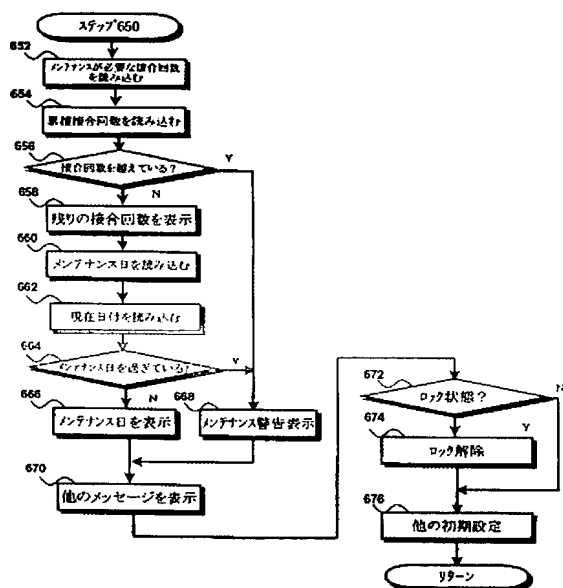 ステップ650
652
メンテナンスが必要な接合回数
を読み込む
654
累積接合回数を読み込む
656
接合回数を越えている?
Y
N
658
残りの接合回数を表示
660
メンテナンス日を読み込む
662
現在日付を読み込む
664
メンテナンス日を過ぎている?
Y
N
666
メンテナンス日を表示
668
メンテナンス警告表示
670
他のメッセージを表示
672
ロック状態?
N
Y
674
ロック解除
676
他の初期設定
リターン